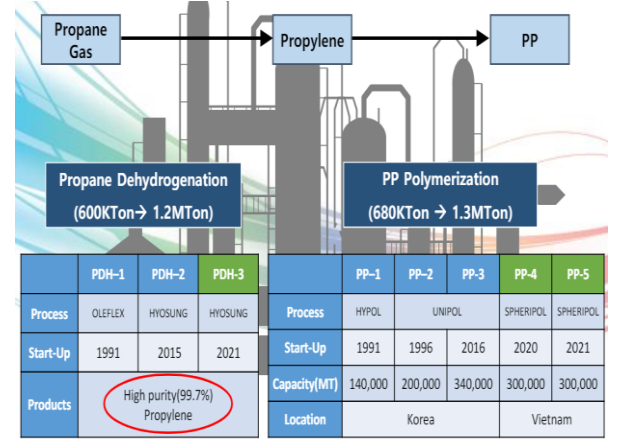 Propane
Gas
Propylene
PP
Propane Dehydrogenation
(600KTon→ 1.2MTon)
PP Polymerization
(680KTon → 1.3MTon)
PDH–1 PDH–2 PDH-3
Process OLEFLEX HYOSUNG HYOSUNG
Start-Up 1991 2015 2021
Products High purity(99.7%)
Propylene
PP–1 PP–2 PP-3 PP-4 PP-5
Process HYPOL UNIPOL SPHERIPOL SPHERIPOL
Start-Up 1991 1996 2016 2020 2021
Capacity(MT) 140,000 200,000 340,000 300,000 300,000
Location Korea Vietnam